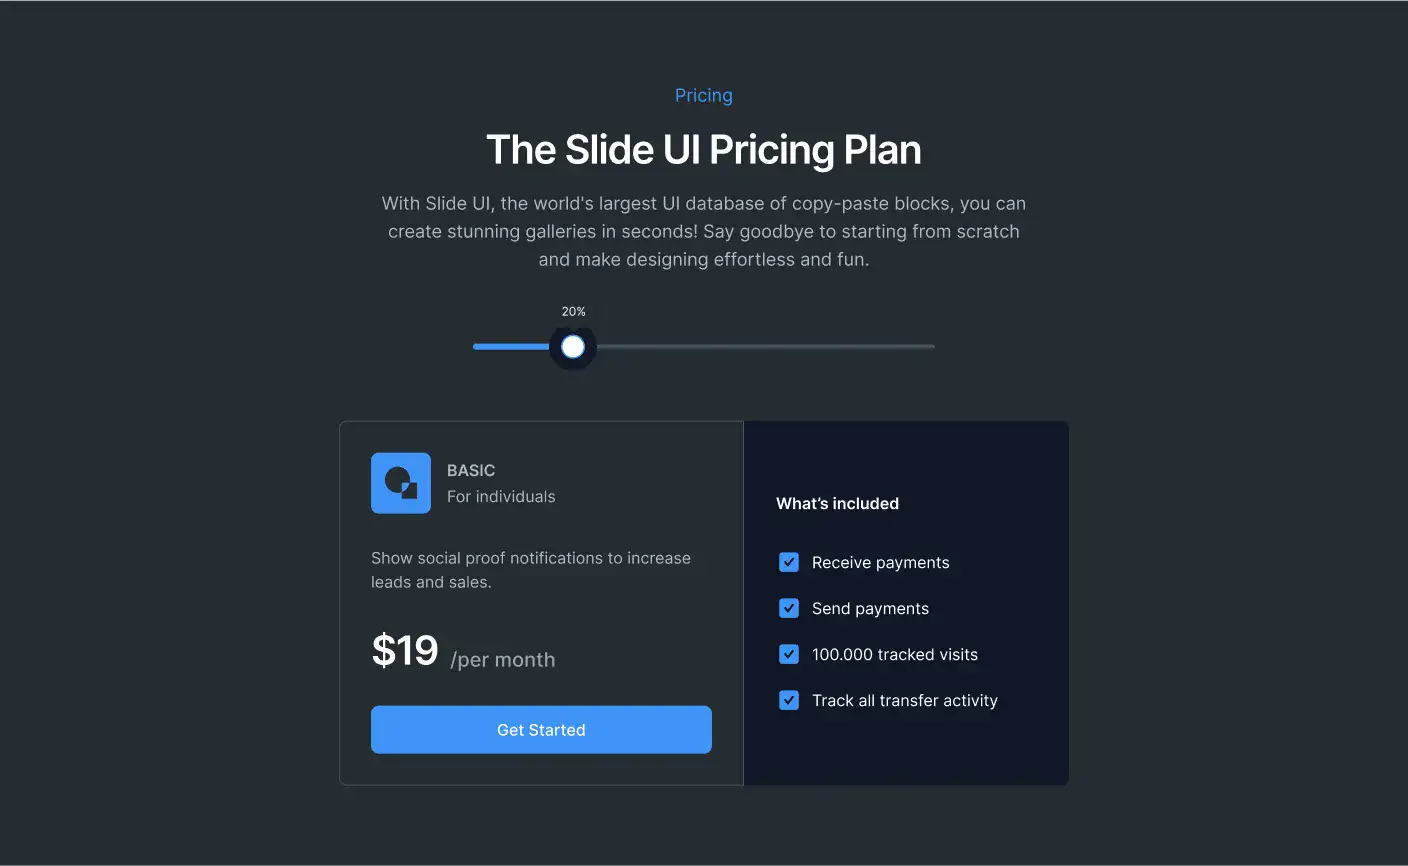 Pricing
The Slide UI Pricing Plan
With Slide UI, the world's largest UI database of copy-paste blocks, you can
create stunning galleries in seconds! Say goodbye to starting from scratch
and make designing effortless and fun.
20%
BASIC
For individuals
Show social proof notifications to increase
leads and sales.
$19 /per month
Get Started
What’s included
Receive payments
Send payments
100.000 tracked visits
Track all transfer activity